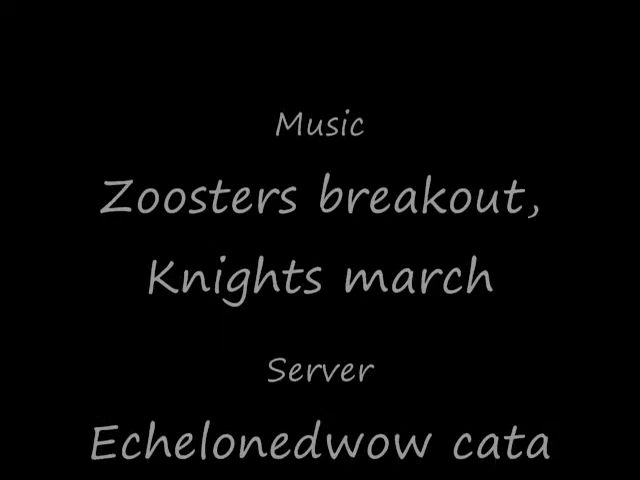 Music
Zoosters breakout,
Knights march
Server
Echelonedwow cata